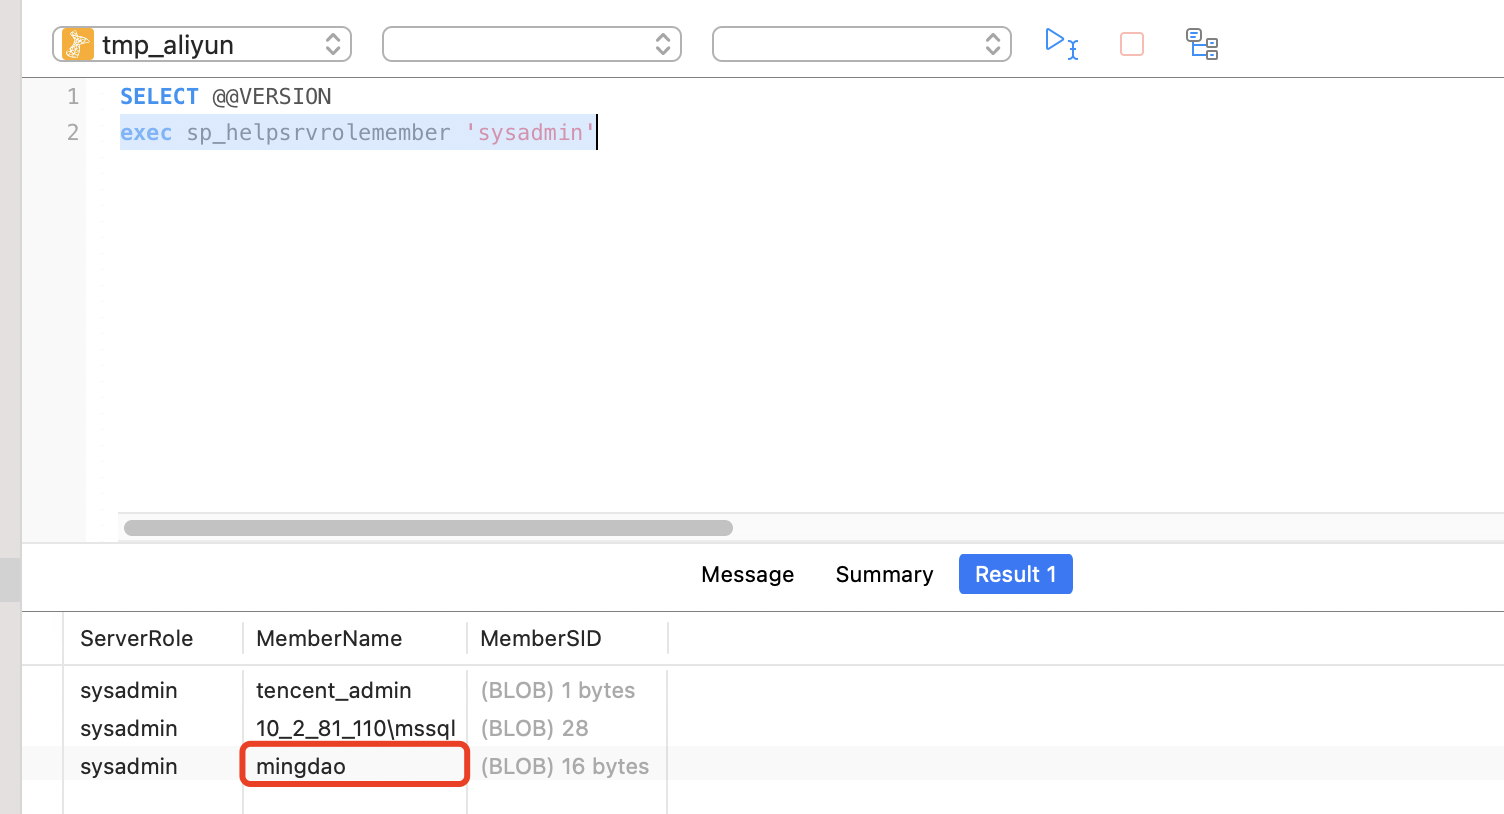 tmp_aliyun
1 SELECT @@VERSION
2 exec sp_helpsrvrolemember 'sysadmin'
Message Summary Result 1
ServerRole MemberName MemberSID
sysadmin tencent_admin (BLOB) 1 bytes
sysadmin 10_2_81_110\mssql (BLOB) 28
sysadmin mingdao (BLOB) 16 bytes